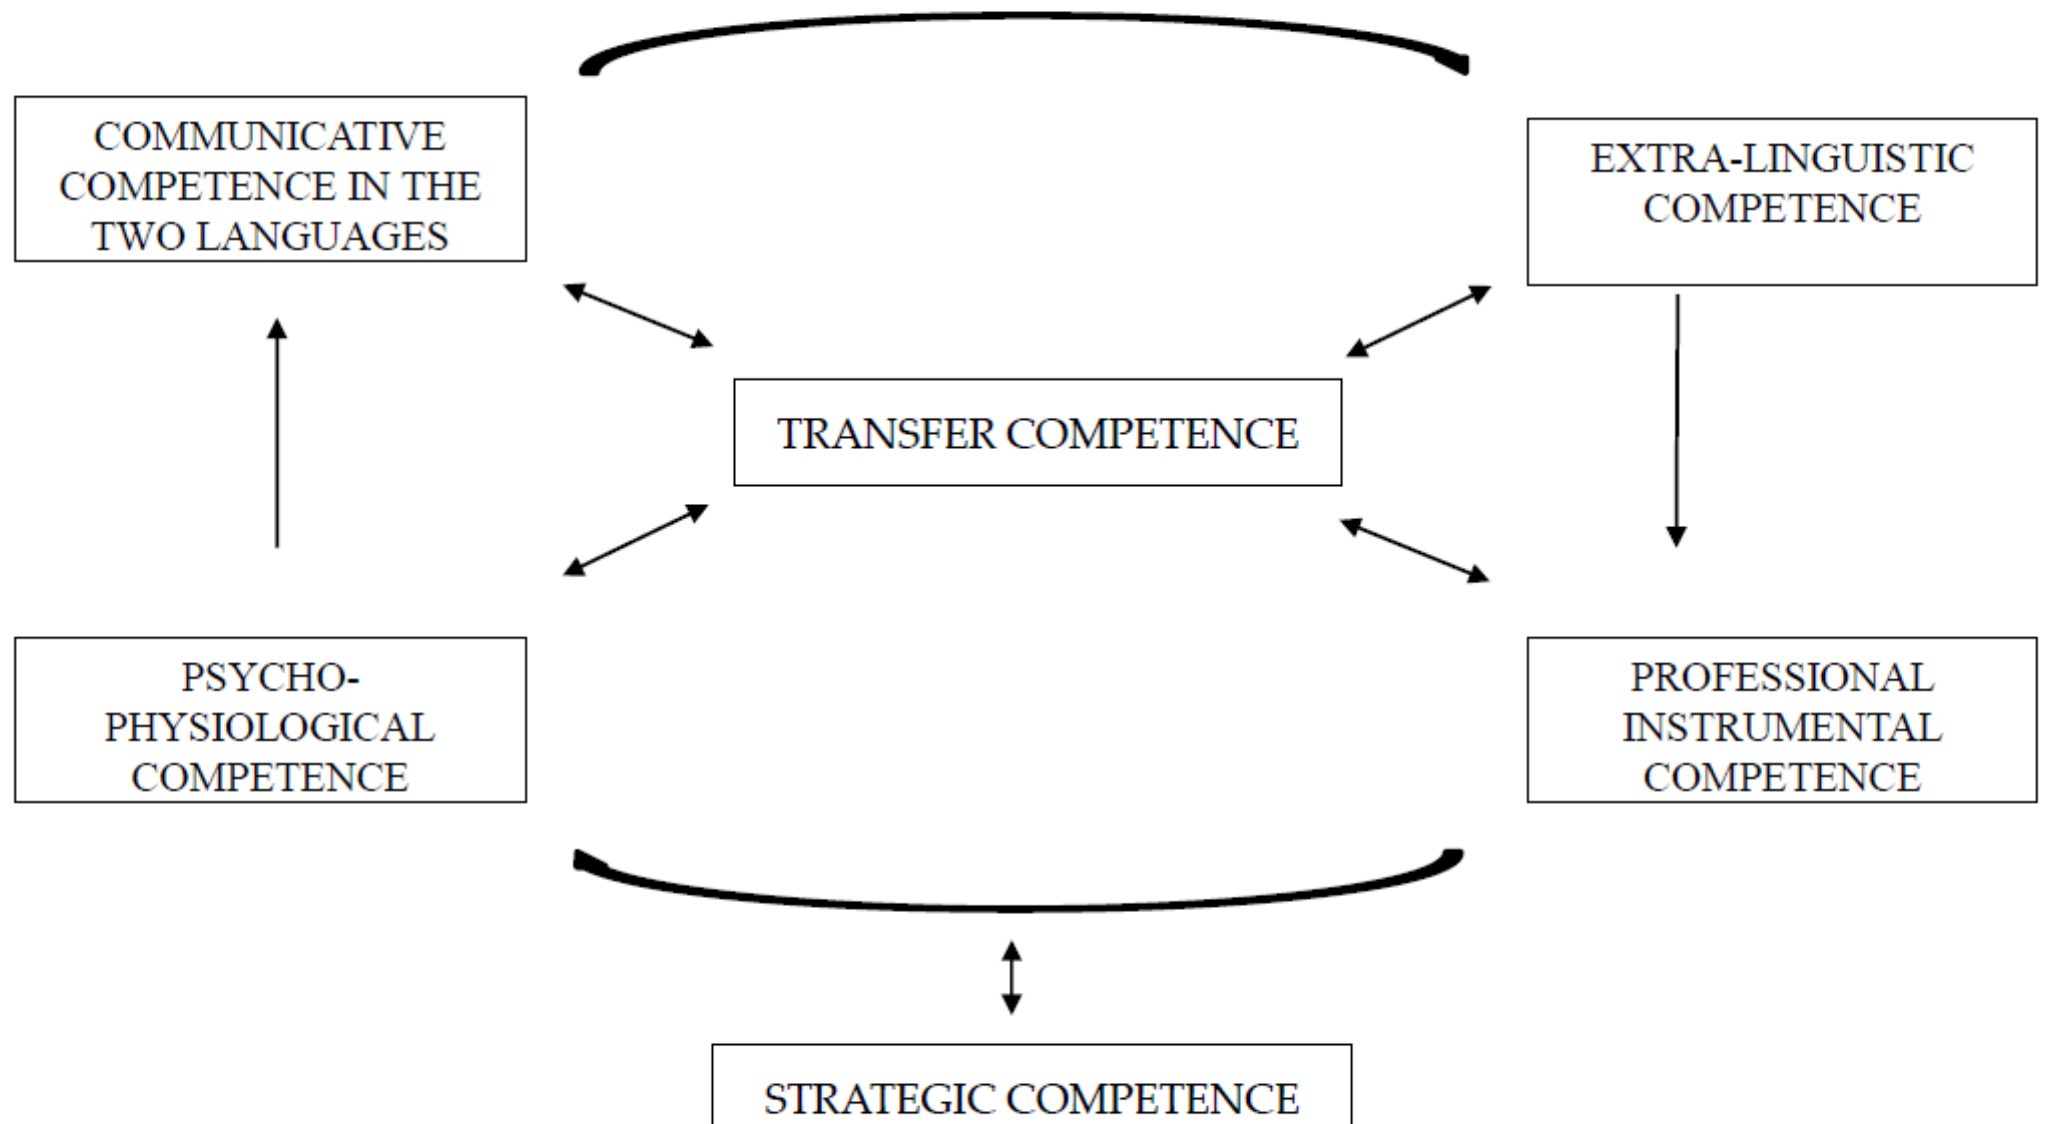 COMMUNICATIVE
COMPETENCE IN THE
TWO LANGUAGES
EXTRA-LINGUISTIC
COMPETENCE
TRANSFER COMPETENCE
PSYCHO-
PHYSIOLOGICAL
COMPETENCE
PROFESSIONAL
INSTRUMENTAL
COMPETENCE
STRATEGIC COMPETENCE